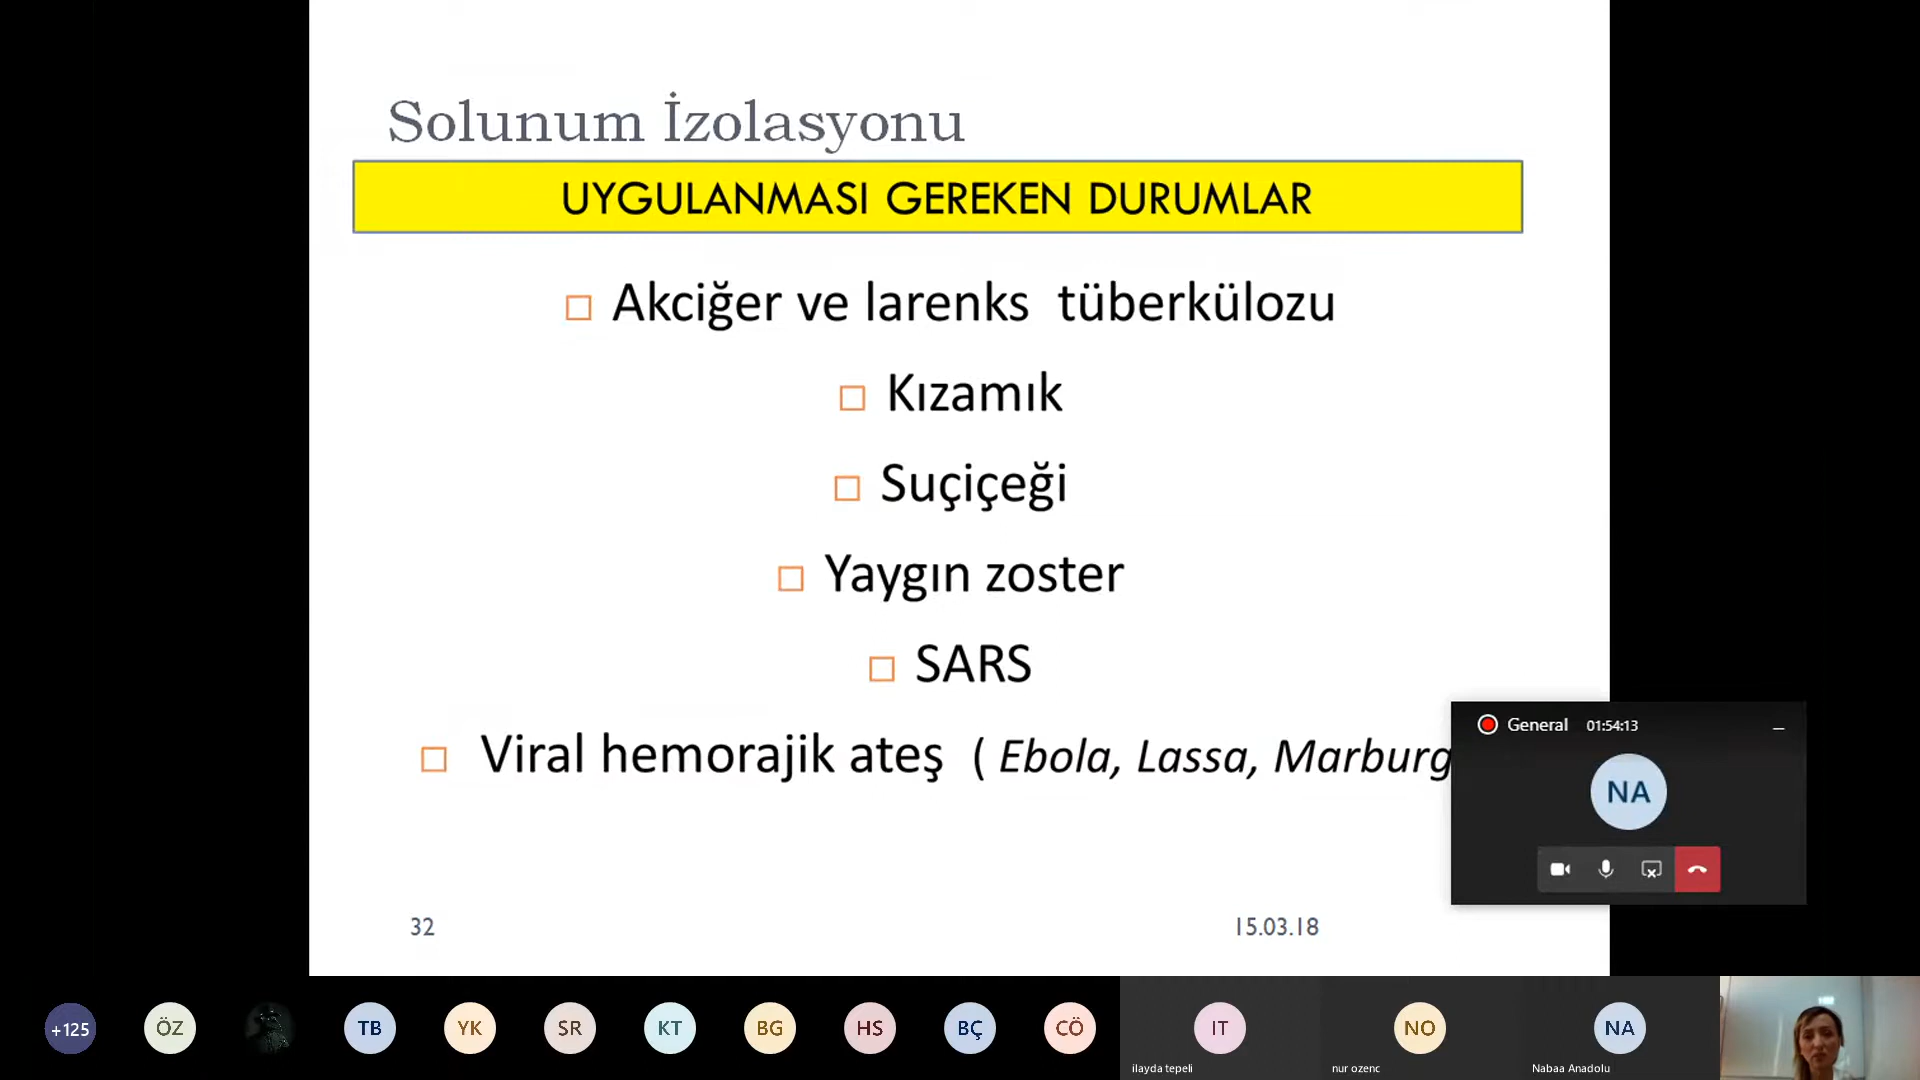 Solunum İzolasyonu
UYGULANMASI GEREKEN DURUMLAR
Akciğer ve larenks tüberkülozu
Kızamık
Suçiçeği
Yaygın zoster
SARS
Viral hemorajik ateş ( Ebola, Lassa, Marburg
General 01:54:13
NA
32 15.03.18
+125 ÖZ TB YK SR KT BG HS BÇ CÖ IT NO NA
ilayda tepeli nur ozenc Nabaa Anadolu